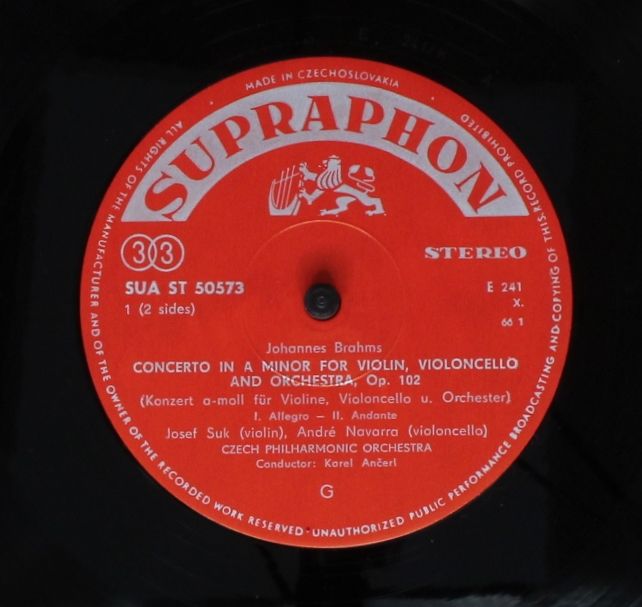 MADE IN CZECHOSLOVAKIA
ALL RIGHTS OF THE MANUFACTURER AND OF THE OWNER OF THE RECORDED WORK RESERVED · UNAUTHORIZED PUBLIC PERFORMANCE BROADCASTING AND COPYING OF THIS RECORD PROHIBITED
SUPRAPHON
33
STEREO
SUA ST 50573
E 241
1 (2 sides)
X.
66 1
Johannes Brahms
CONCERTO IN A MINOR FOR VIOLIN, VIOLONCELLO
AND ORCHESTRA, Op. 102
(Konzert a-moll für Violine, Violoncello u. Orchester)
I. Allegro — II. Andante
Josef Suk (violin), André Navarra (violoncello)
CZECH PHILHARMONIC ORCHESTRA
Conductor: Karel Ančerl
G